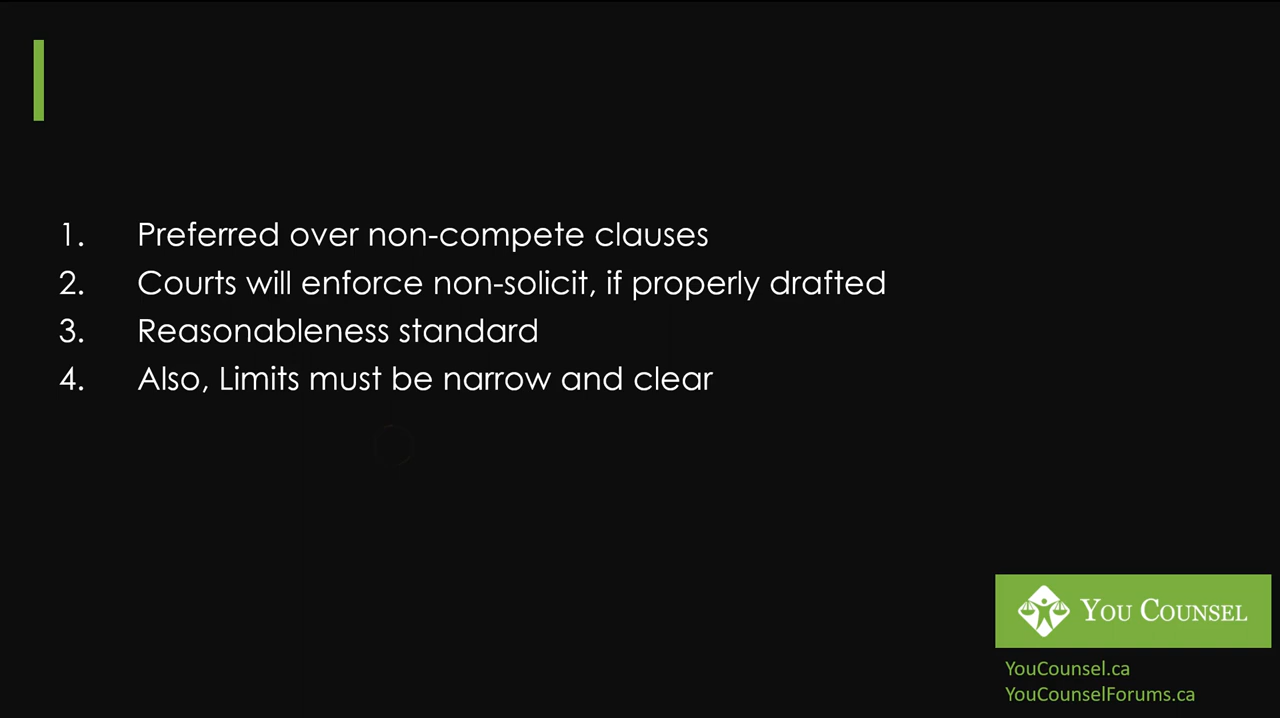 1. Preferred over non-compete clauses
2. Courts will enforce non-solicit, if properly drafted
3. Reasonableness standard
4. Also, Limits must be narrow and clear
YOU COUNSEL
YouCounsel.ca
YouCounselForums.ca